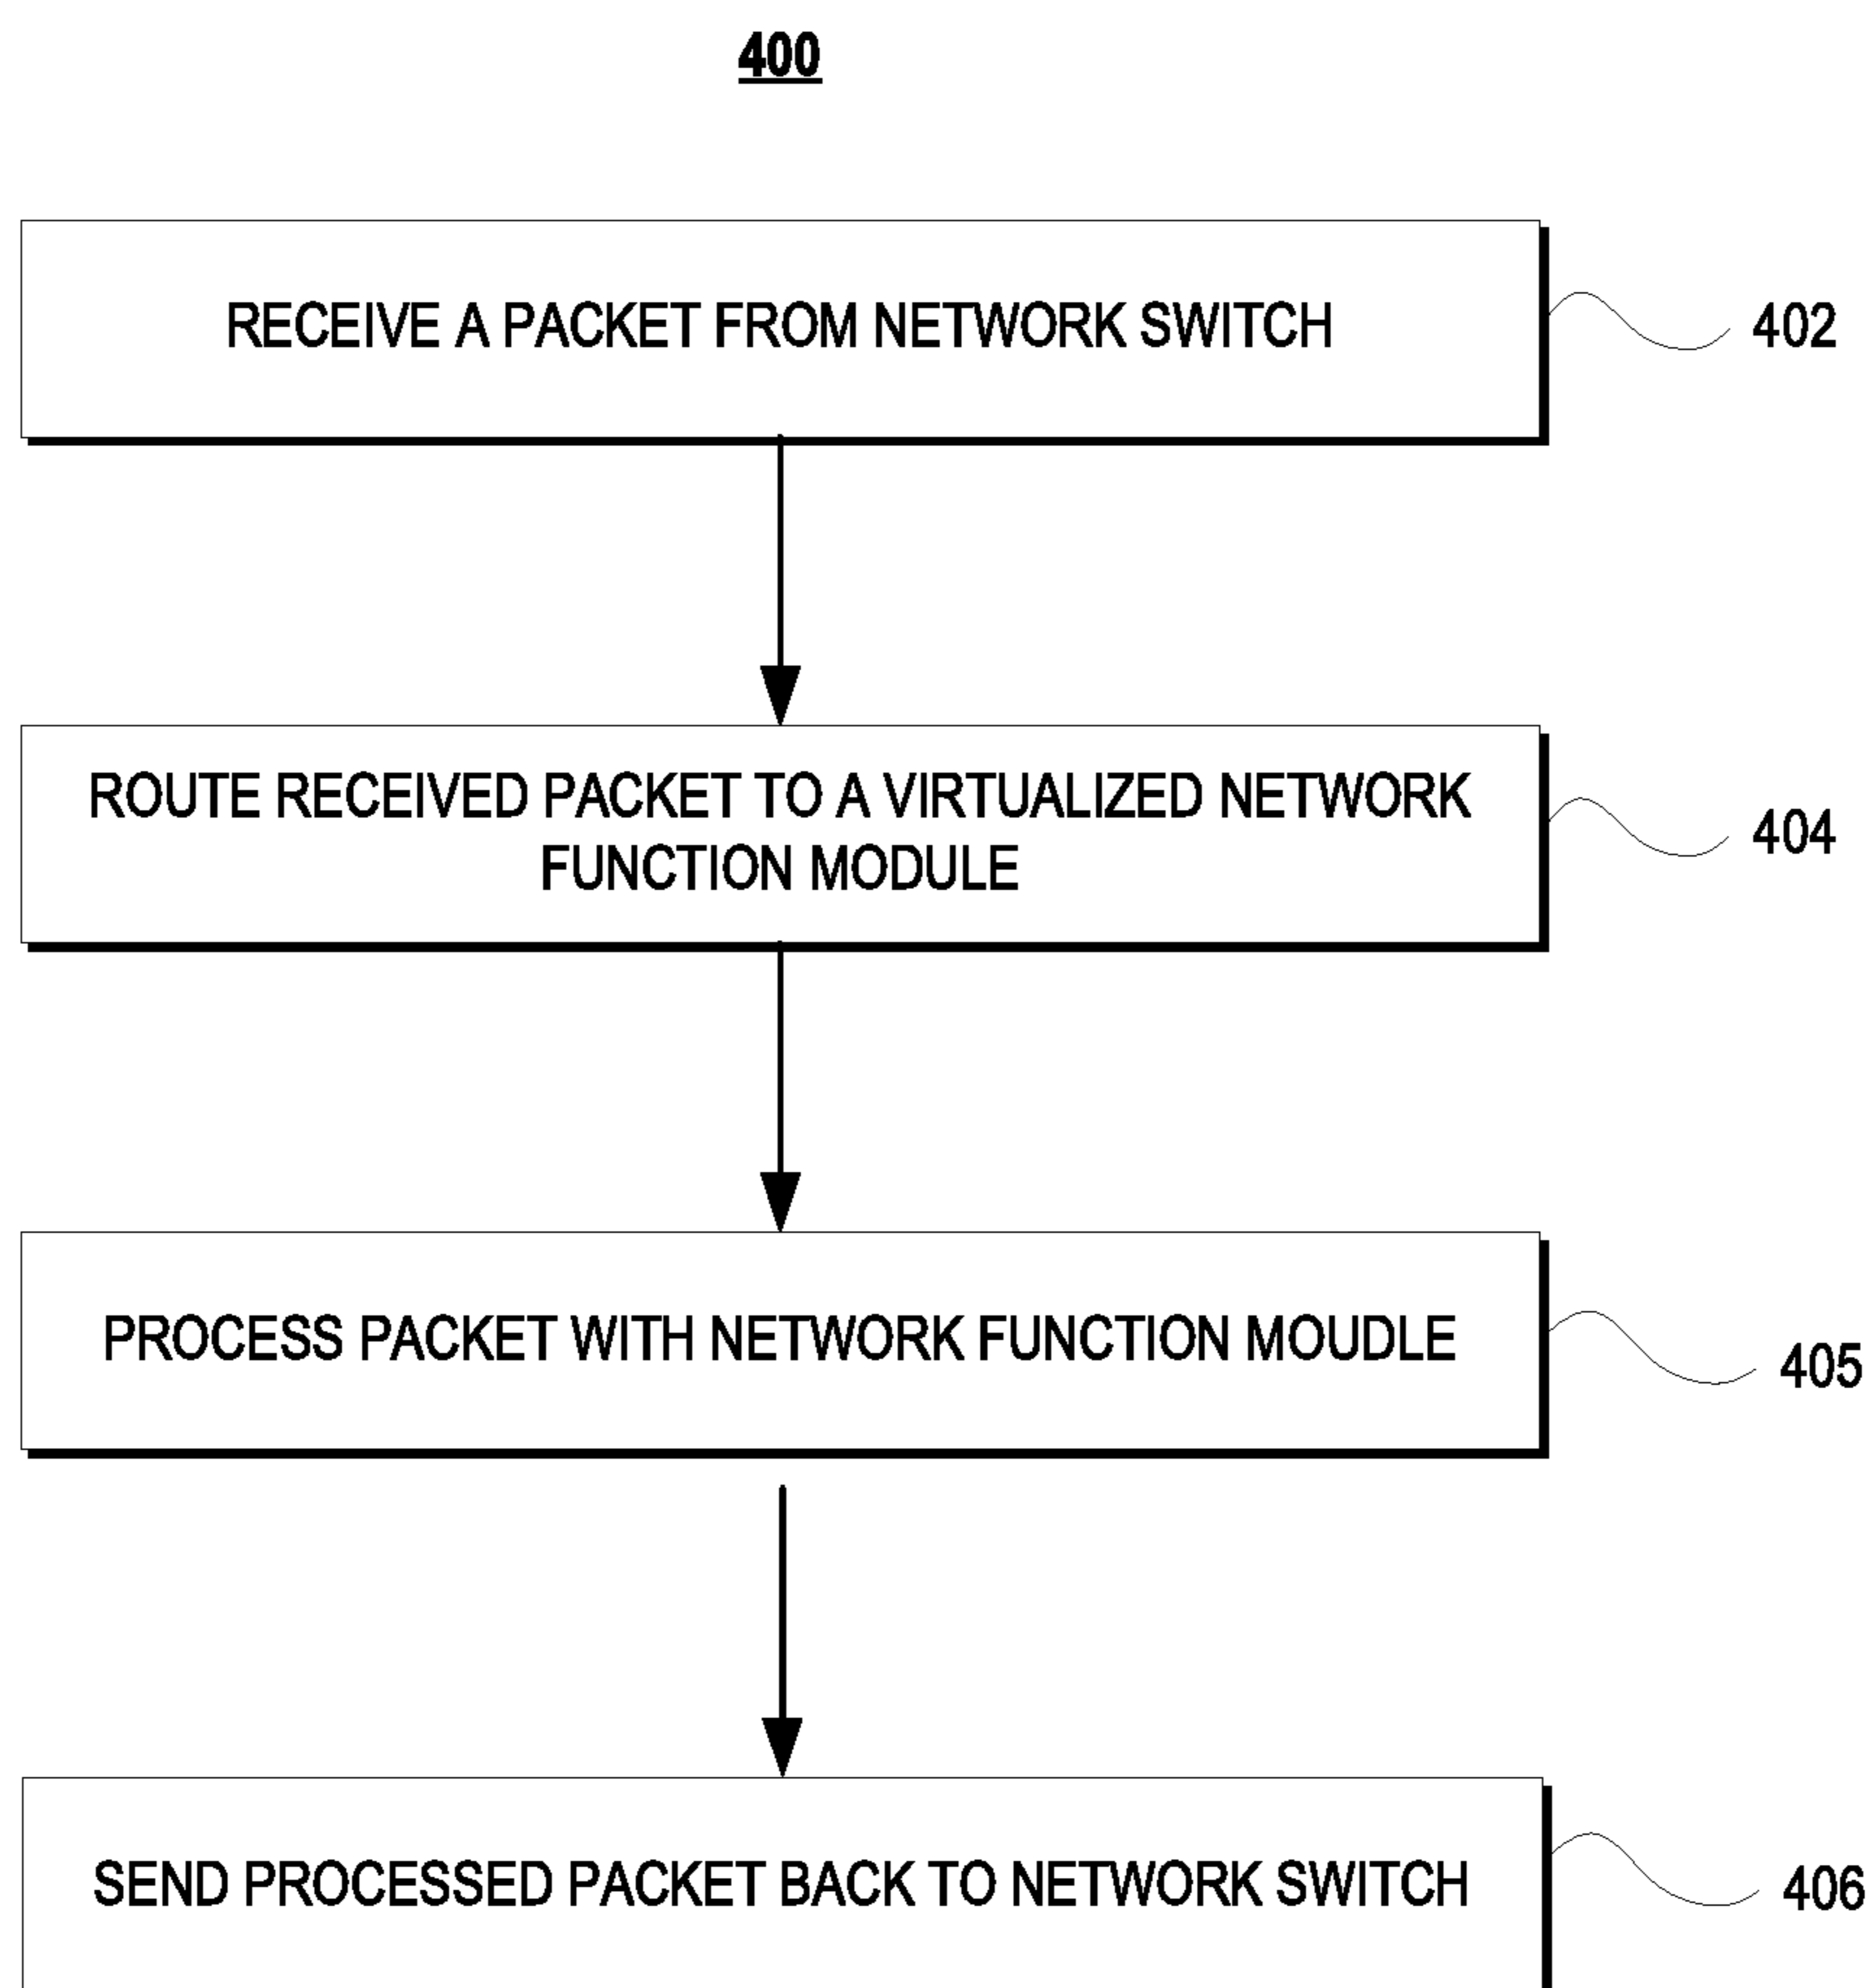 400
RECEIVE A PACKET FROM NETWORK SWITCH
402
ROUTE RECEIVED PACKET TO A VIRTUALIZED NETWORK
FUNCTION MODULE
404
PROCESS PACKET WITH NETWORK FUNCTION MOUDLE
405
SEND PROCESSED PACKET BACK TO NETWORK SWITCH
406